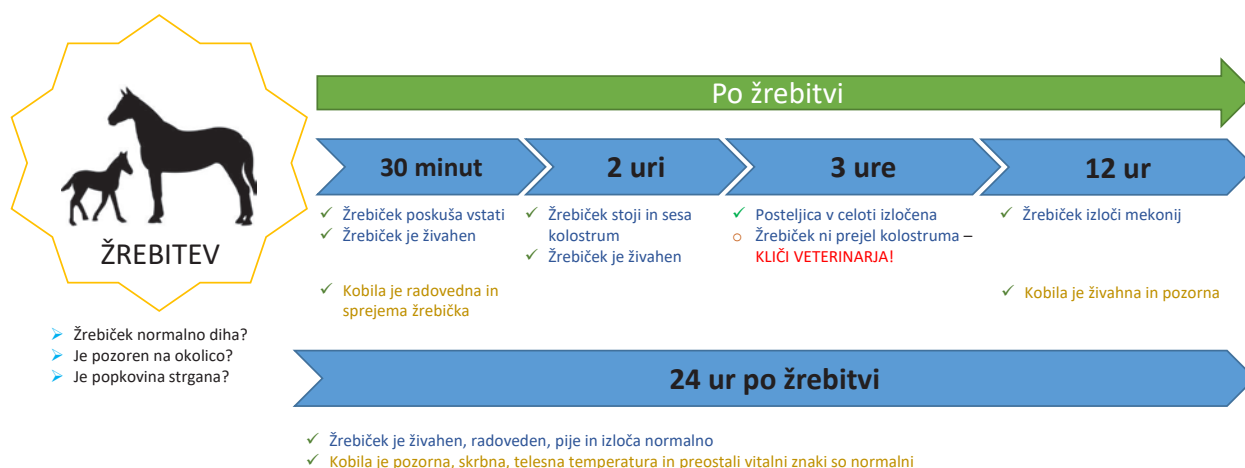 ŽREBITEV
Žrebiček normalno diha?
Je pozoren na okolico?
Je popkovina strgana?
Po žrebitvi
30 minut
Žrebiček poskuša vstati
Žrebiček je živahen
Kobila je radovedna in
sprejema žrebička
2 uri
Žrebiček stoji in sesa
kolostrum
Žrebiček je živahen
3 ure
Posteljica v celoti izločena
Žrebiček ni prejel kolostruma –
KLIČI VETERINARJA!
12 ur
Žrebiček izloči mekonij
Kobila je živahna in pozorna
24 ur po žrebitvi
Žrebiček je živahen, radoveden, pije in izloča normalno
Kobila je pozorna, skrbna, telesna temperatura in preostali vitalni znaki so normalni